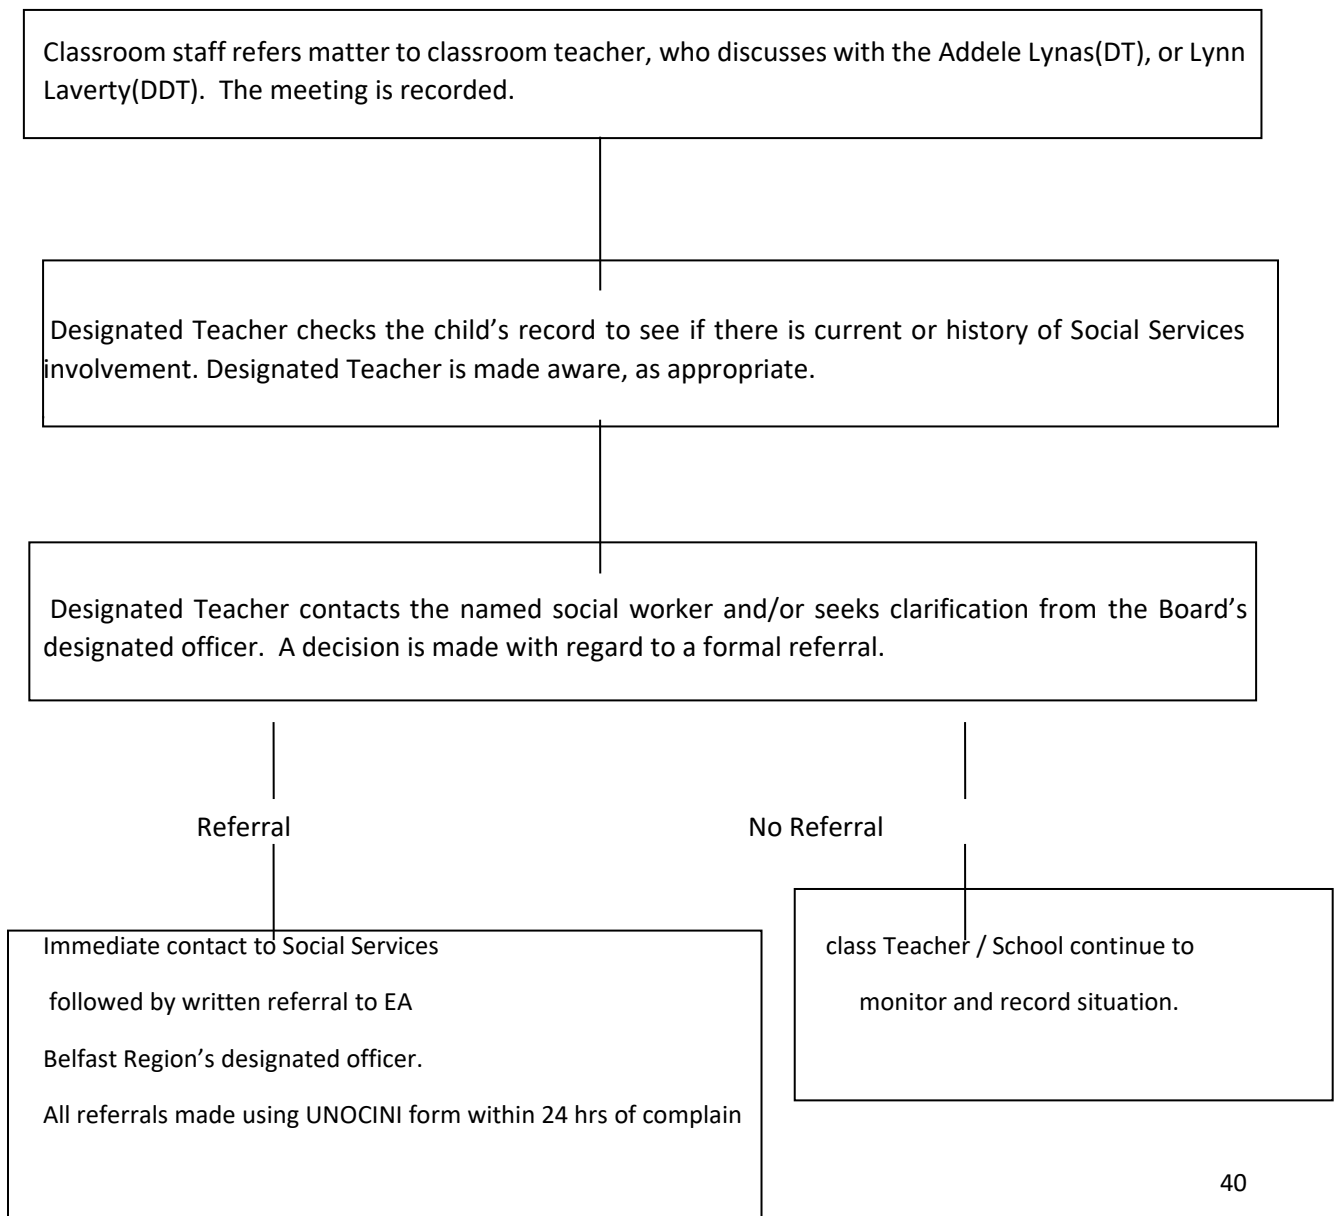 Classroom staff refers matter to classroom teacher, who discusses with the Addele Lynas(DT), or Lynn
Laverty(DDT).  The meeting is recorded.
Designated Teacher checks the child’s record to see if there is current or history of Social Services
involvement. Designated Teacher is made aware, as appropriate.
Designated Teacher contacts the named social worker and/or seeks clarification from the Board’s
designated officer.  A decision is made with regard to a formal referral.
Referral
No Referral
Immediate contact to Social Services
followed by written referral to EA
Belfast Region’s designated officer.
All referrals made using UNOCINI form within 24 hrs of complain
class Teacher / School continue to
monitor and record situation.
40